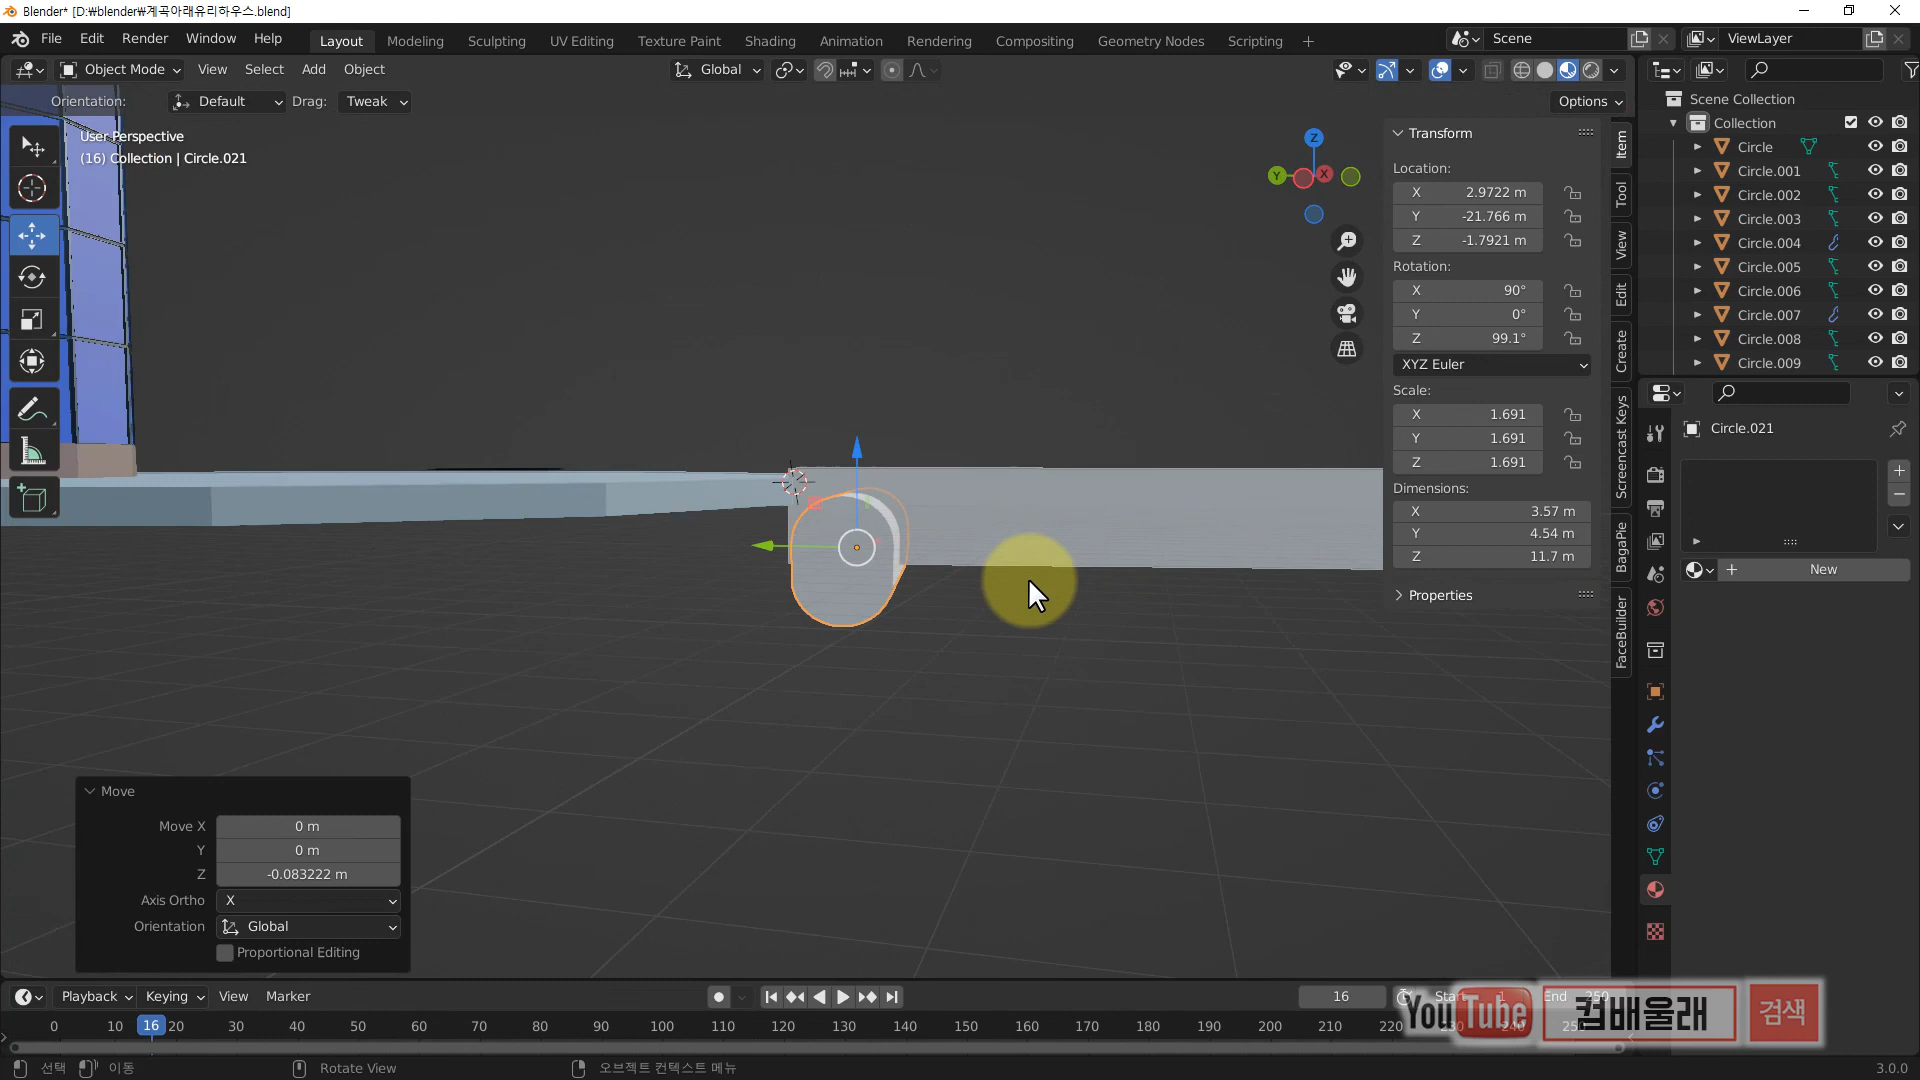 Blender* [D:₩blender₩계곡아래유리하우스.blend]
File Edit Render Window Help
Layout Modeling Sculpting UV Editing Texture Paint Shading Animation Rendering Compositing Geometry Nodes Scripting +
Scene
ViewLayer
Object Mode View Select Add Object
Global
Orientation: Default Drag: Tweak
Options
User Perspective
(16) Collection | Circle.021
Z
Y
X
Transform
Location:
X 2.9722 m
Y -21.766 m
Z -1.7921 m
Rotation:
X 90°
Y 0°
Z 99.1°
XYZ Euler
Scale:
X 1.691
Y 1.691
Z 1.691
Dimensions:
X 3.57 m
Y 4.54 m
Z 11.7 m
Properties
Item
Tool
View
Edit
Create
Screencast Keys
BagaPie
FaceBuilder
Scene Collection
Collection
Circle
Circle.001
Circle.002
Circle.003
Circle.004
Circle.005
Circle.006
Circle.007
Circle.008
Circle.009
Circle.021
+ New
Move
Move X 0 m
Y 0 m
Z -0.083222 m
Axis Ortho X
Orientation Global
Proportional Editing
Playback Keying View Marker
16
Start 1 End 250
0 10 16 20 30 40 50 60 70 80 90 100 110 120 130 140 150 160 170 180 190 200 210 220 230 240 250
YouTube 컴배울래 검색
선택 이동 Rotate View 오브젝트 컨텍스트 메뉴
3.0.0